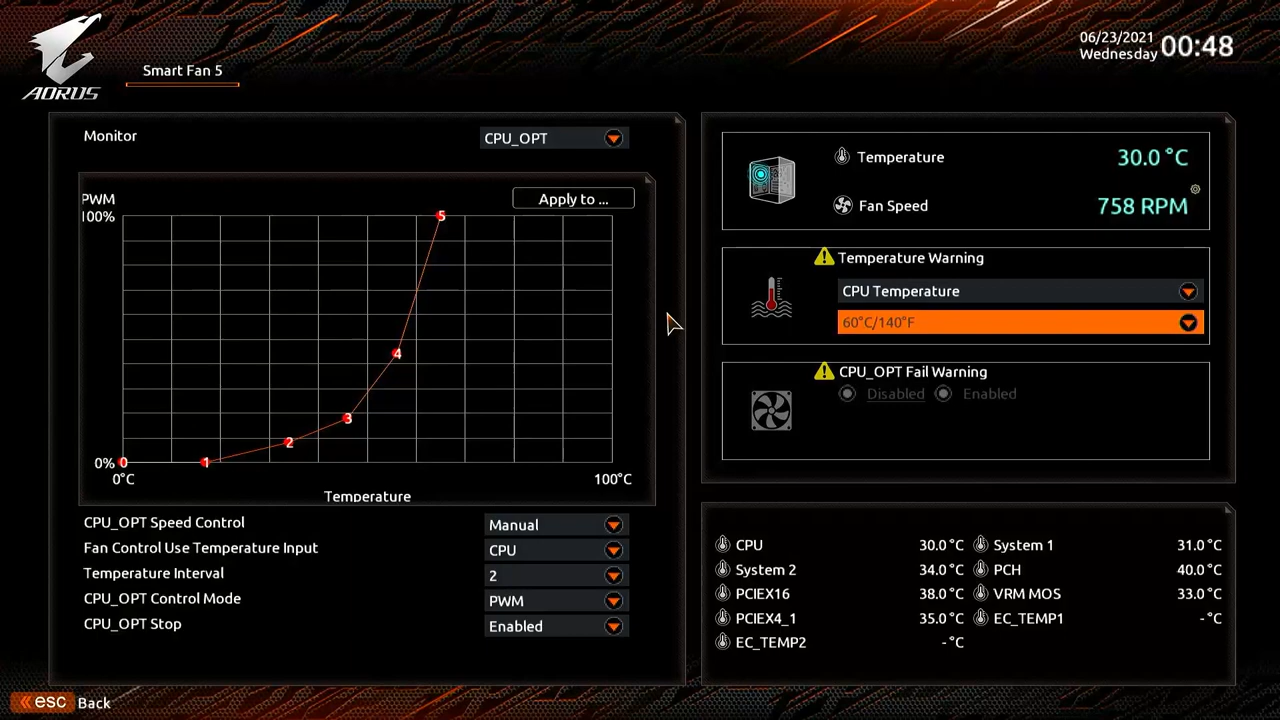 06/23/2021
Wednesday 00:48
Smart Fan 5
AORUS
Monitor
CPU_OPT
PWM
100%
Apply to ...
5
4
3
2
1
0
0%
0°C
100°C
Temperature
CPU_OPT Speed Control
Manual
Fan Control Use Temperature Input
CPU
Temperature Interval
2
CPU_OPT Control Mode
PWM
CPU_OPT Stop
Enabled
Temperature
30.0 °C
Fan Speed
758 RPM
Temperature Warning
CPU Temperature
60°C/140°F
CPU_OPT Fail Warning
Disabled
Enabled
CPU 30.0 °C System 1 31.0 °C
System 2 34.0 °C PCH 40.0 °C
PCIEX16 38.0 °C VRM MOS 33.0 °C
PCIEX4_1 35.0 °C EC_TEMP1 - °C
EC_TEMP2 - °C
esc Back